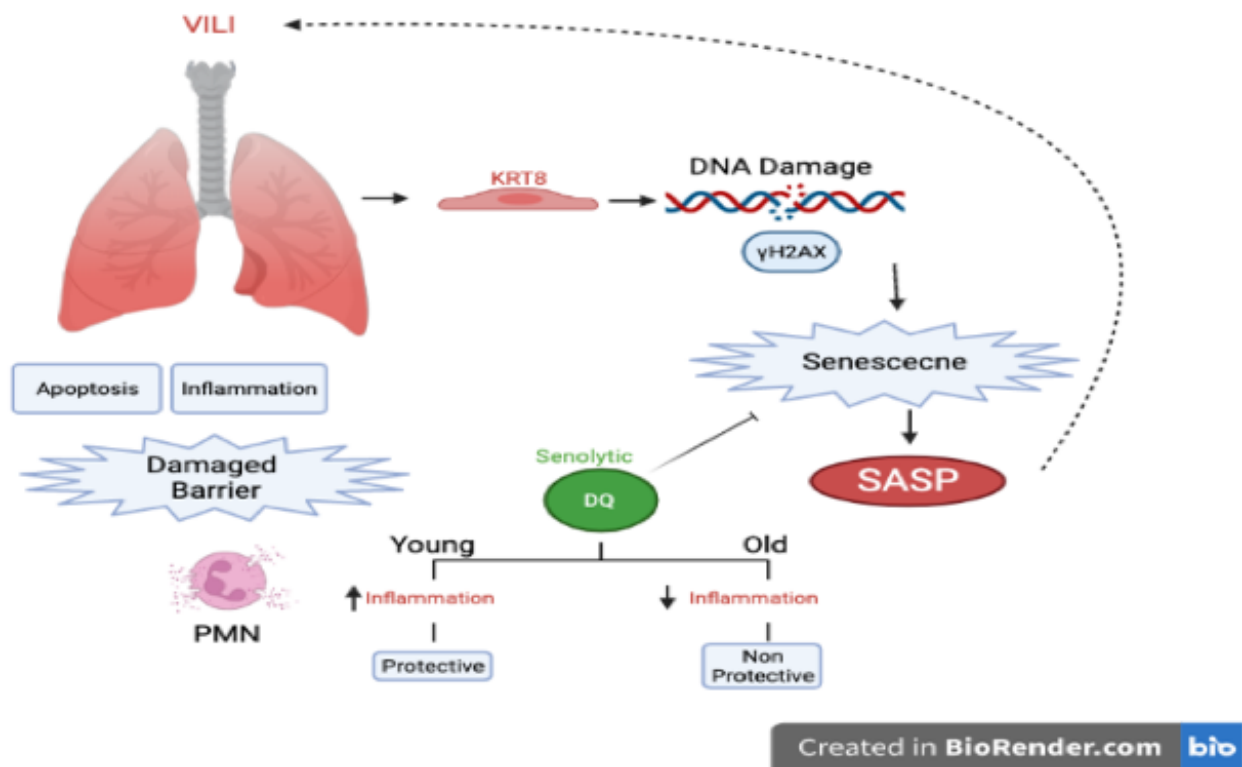 VILI
KRT8
DNA Damage
γH2AX
Senescecne
SASP
Apoptosis
Inflammation
Damaged
Barrier
PMN
Senolytic
DQ
Young
Old
Inflammation
Inflammation
Protective
Non
Protective
Created in BioRender.com bio